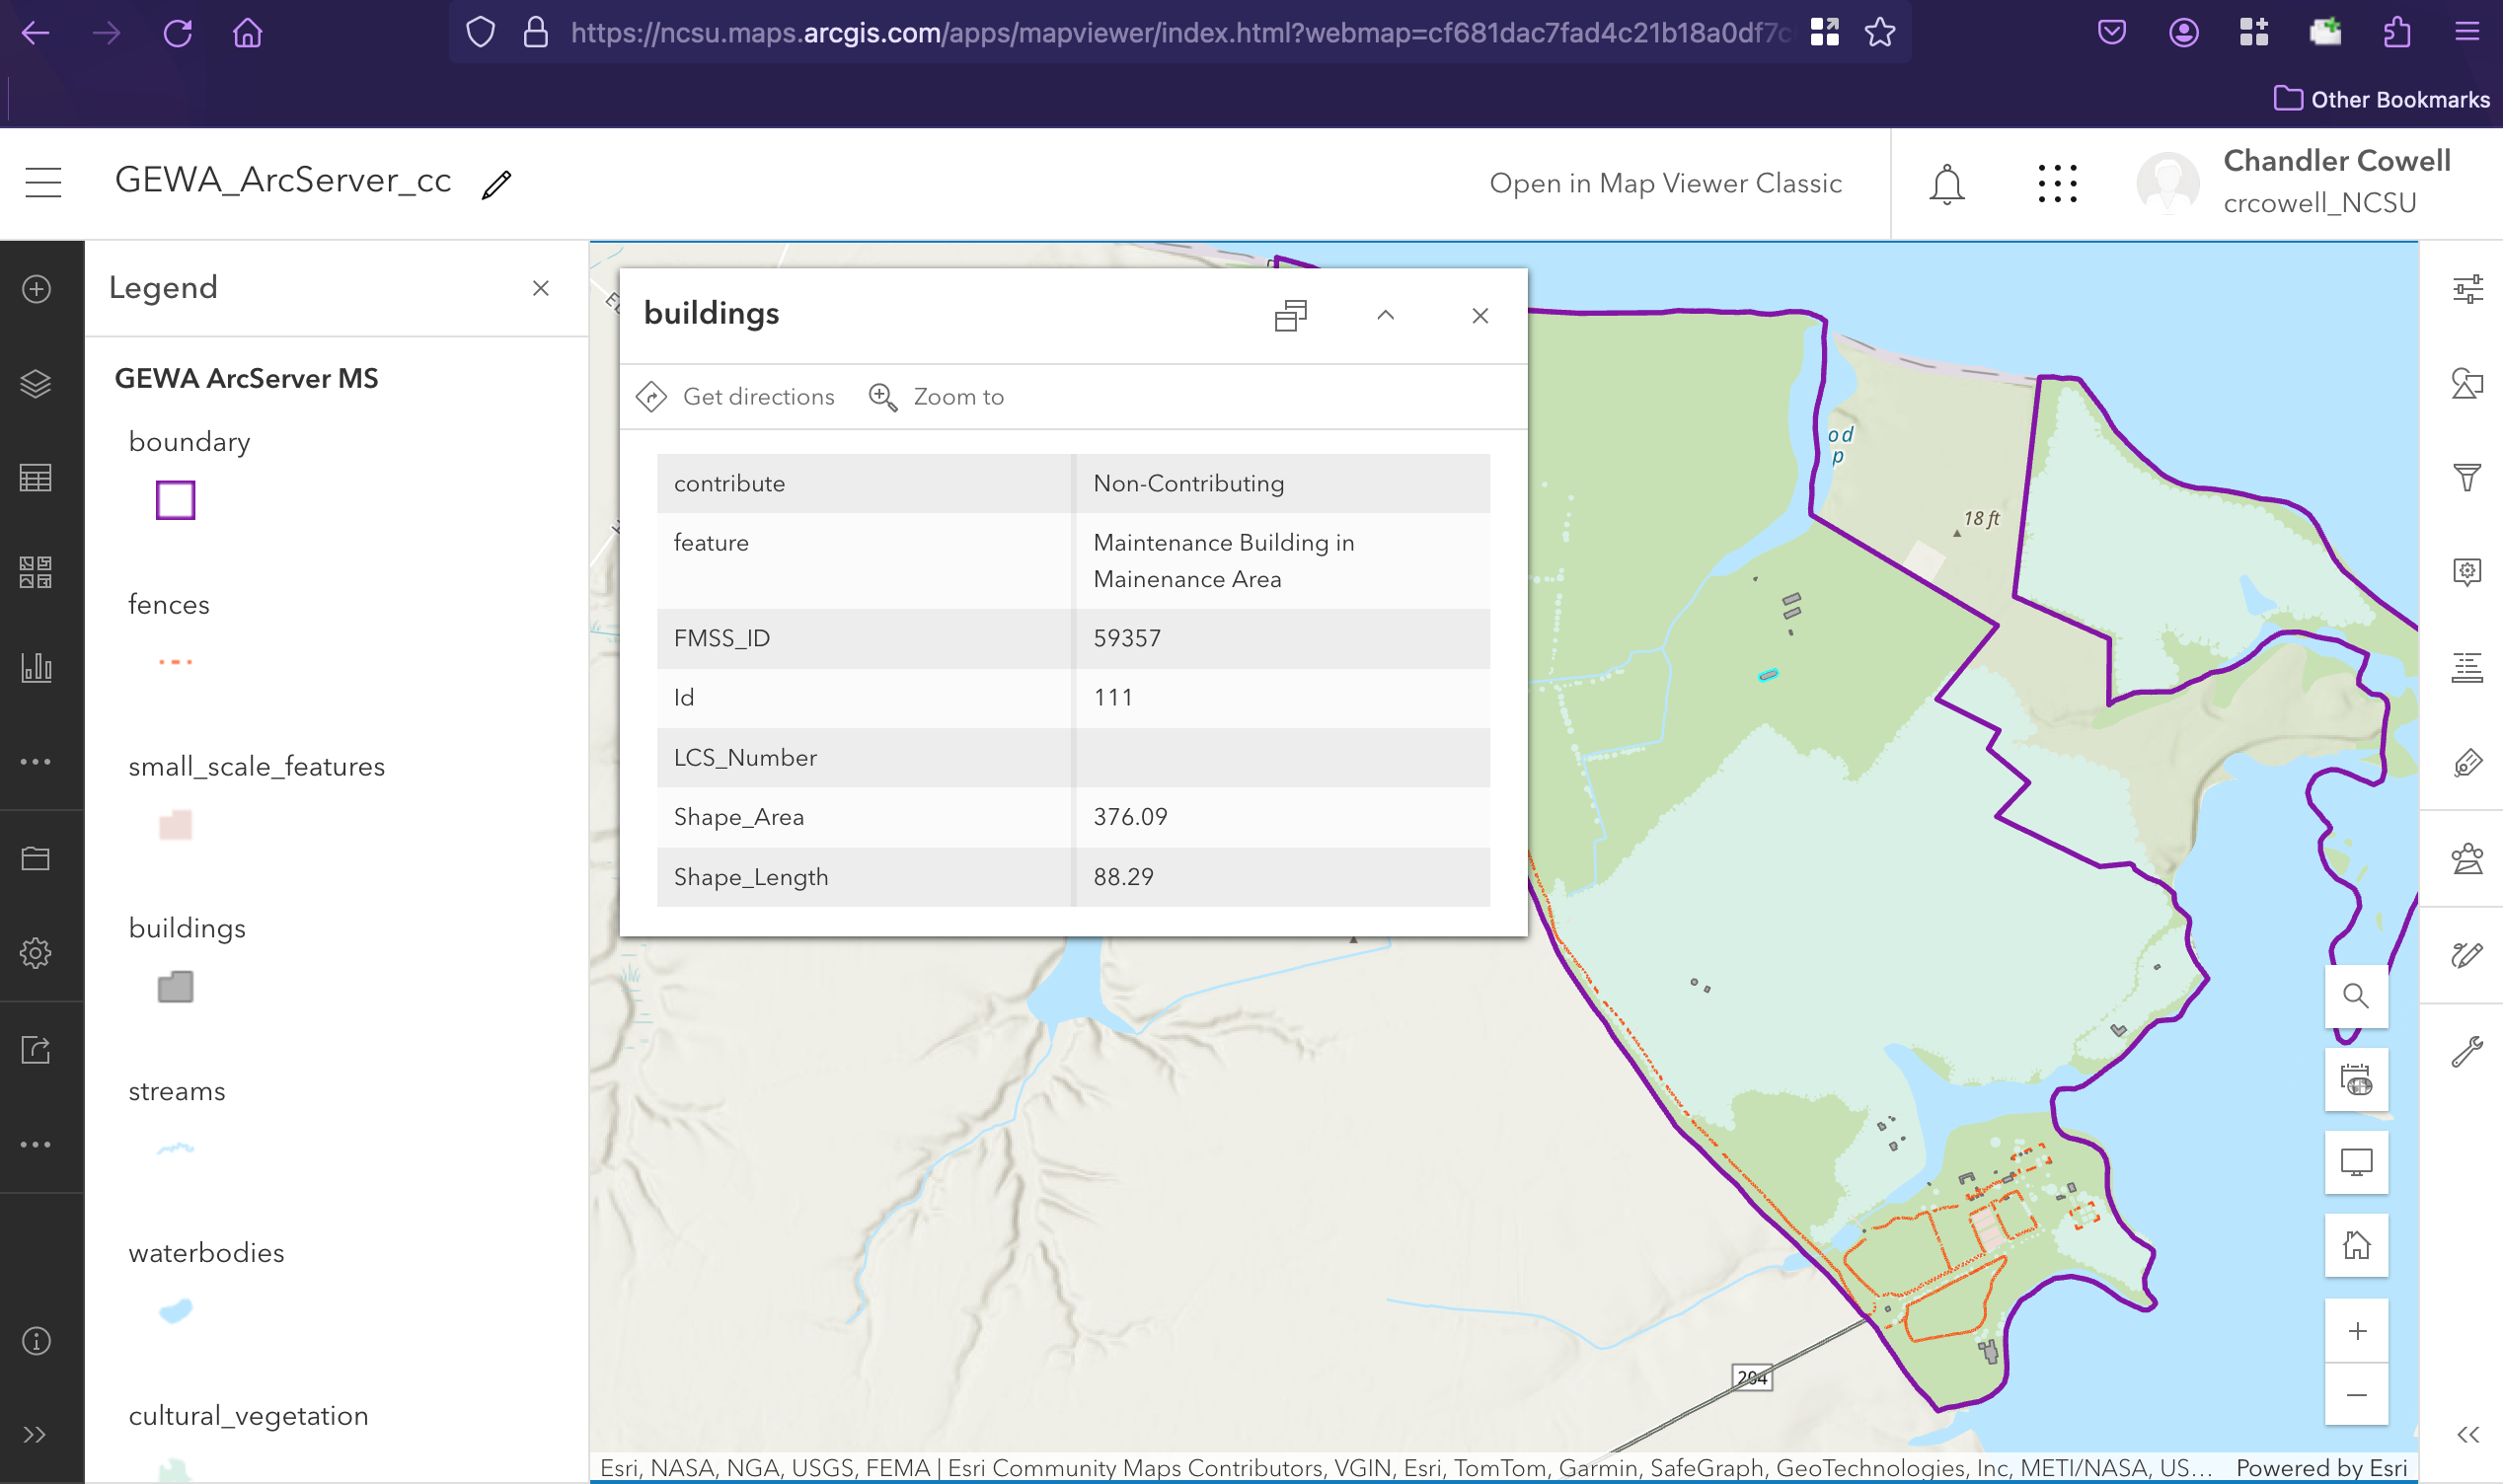 https://ncsu.maps.arcgis.com/apps/mapviewer/index.html?webmap=cf681dac7fad4c21b18a0df7c
Other Bookmarks
GEWA_ArcServer_cc
Open in Map Viewer Classic
Chandler Cowell
crcowell_NCSU
Legend
GEWA ArcServer MS
boundary
fences
small_scale_features
buildings
streams
waterbodies
cultural_vegetation
buildings
Get directions
Zoom to
contribute Non-Contributing
feature Maintenance Building in
Mainenance Area
FMSS_ID 59357
Id 111
LCS_Number
Shape_Area 376.09
Shape_Length 88.29
od
p
18 ft
204
Esri, NASA, NGA, USGS, FEMA | Esri Community Maps Contributors, VGIN, Esri, TomTom, Garmin, SafeGraph, GeoTechnologies, Inc, METI/NASA, US... Powered by Esri